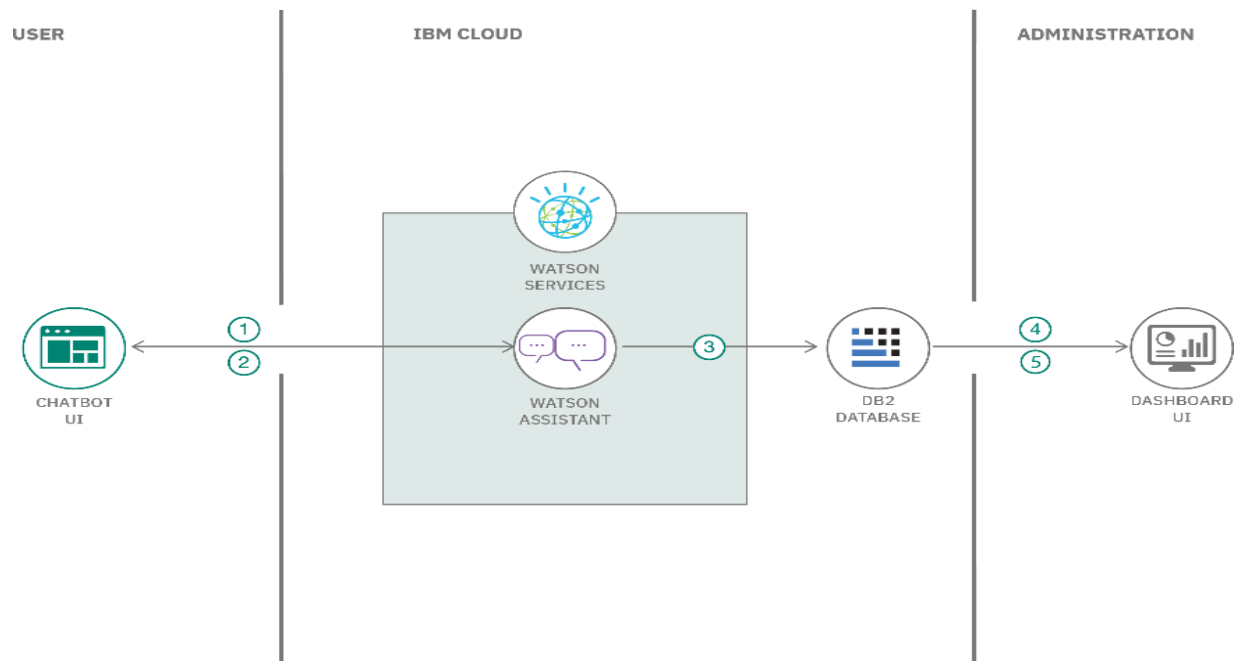 USER
IBM CLOUD
ADMINISTRATION
WATSON
SERVICES
1
2
3
4
5
CHATBOT
UI
WATSON
ASSISTANT
DB2
DATABASE
DASHBOARD
UI